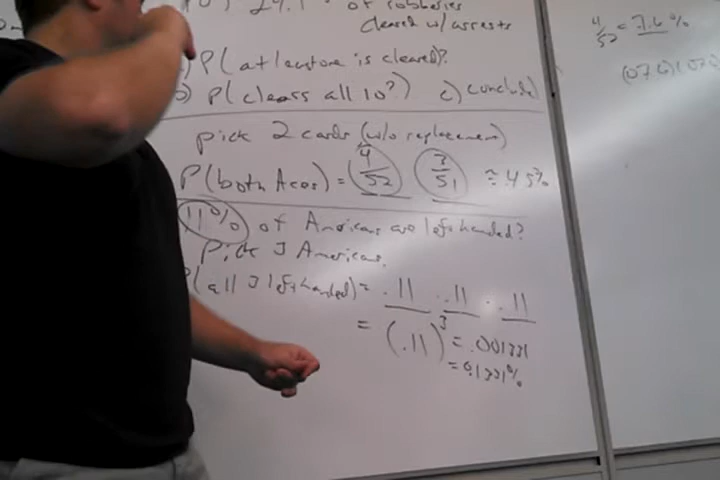 24.1 % of robberies
cleared w/ arrests
P(at least one is cleared)?
b) P(clears all 10?) c) conclude
Pick 2 cards (w/o replacement)
P(both Aces) = (4/52) (3/51) ≈ .45%
11% of Americans are left handed?
Pick 3 Americans.
P(all 3 left handed) = .11 · .11 · .11
= (.11)^3 = .001331
= 0.1331%
4/52 = 7.6%